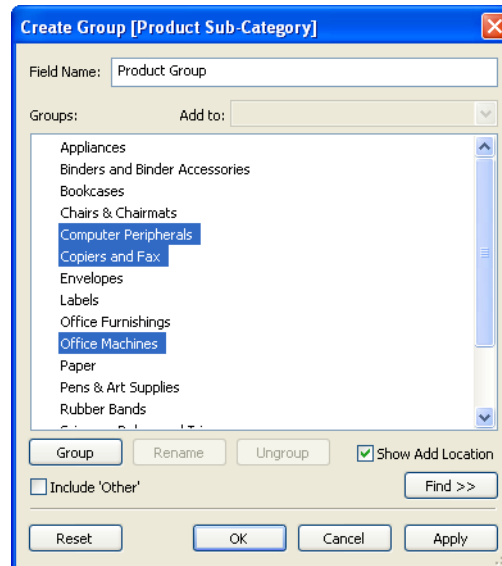 Create Group [Product Sub-Category]
Field Name: Product Group
Groups: Add to:
Appliances
Binders and Binder Accessories
Bookcases
Chairs & Chairmats
Computer Peripherals
Copiers and Fax
Envelopes
Labels
Office Furnishings
Office Machines
Paper
Pens & Art Supplies
Rubber Bands
Group Rename Ungroup Show Add Location
Include 'Other' Find >>
Reset OK Cancel Apply